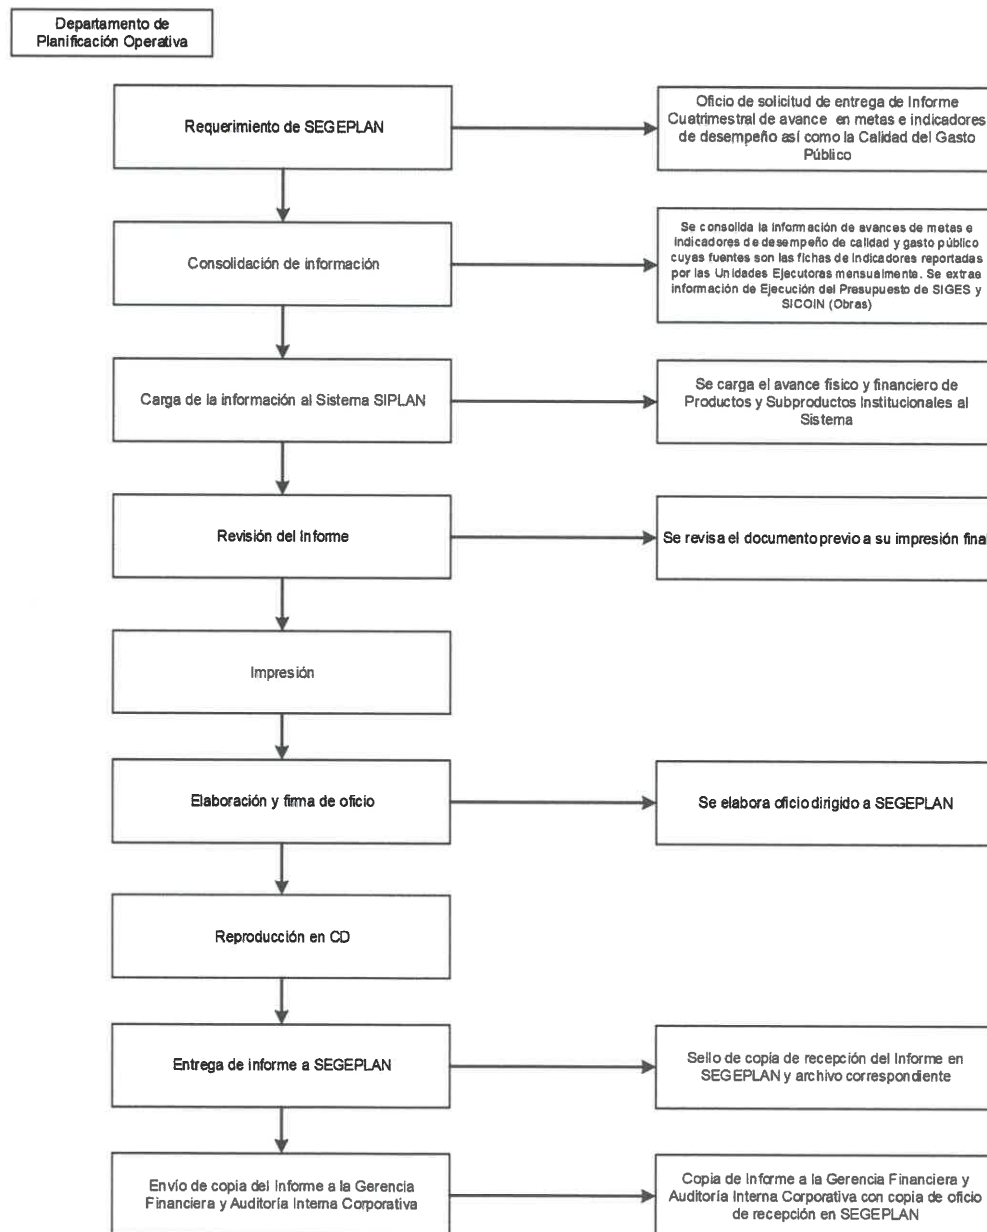 Departamento de
Planificación Operativa
Requerimiento de SEGEPLAN
Oficio de solicitud de entrega de Informe
Cuatrimestral de avance en metas e indicadores
de desempeño así como la Calidad del Gasto
Público
Consolidación de información
Se consolida la información de avances de metas e
indicadores de desempeño de calidad y gasto público
cuyas fuentes son las fichas de indicadores reportadas
por las Unidades Ejecutoras mensualmente. Se extrae
información de Ejecución del Presupuesto de SIGES y
SICOIN (Obras)
Carga de la información al Sistema SIPLAN
Se carga el avance físico y financiero de
Productos y Subproductos Institucionales al
Sistema
Revisión del Informe
Se revisa el documento previo a su impresión final
Impresión
Elaboración y firma de oficio
Se elabora oficio dirigido a SEGEPLAN
Reproducción en CD
Entrega de informe a SEGEPLAN
Sello de copia de recepción del Informe en
SEGEPLAN y archivo correspondiente
Envío de copia del Informe a la Gerencia
Financiera y Auditoría Interna Corporativa
Copia de Informe a la Gerencia Financiera y
Auditoría Interna Corporativa con copia de oficio
de recepción en SEGEPLAN